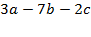 3a − 7b − 2c